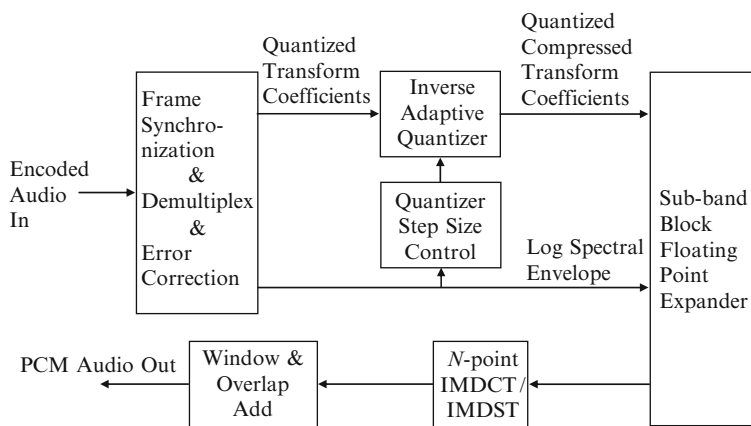 Quantized
Transform
Coefficients
Quantized
Compressed
Transform
Coefficients
Frame
Synchro-
nization
&
Demultiplex
&
Error
Correction
Inverse
Adaptive
Quantizer
Encoded
Audio
In
Quantizer
Step Size
Control
Sub-band
Block
Floating
Point
Expander
Log Spectral
Envelope
PCM Audio Out
Window &
Overlap
Add
N-point
IMDCT/
IMDST